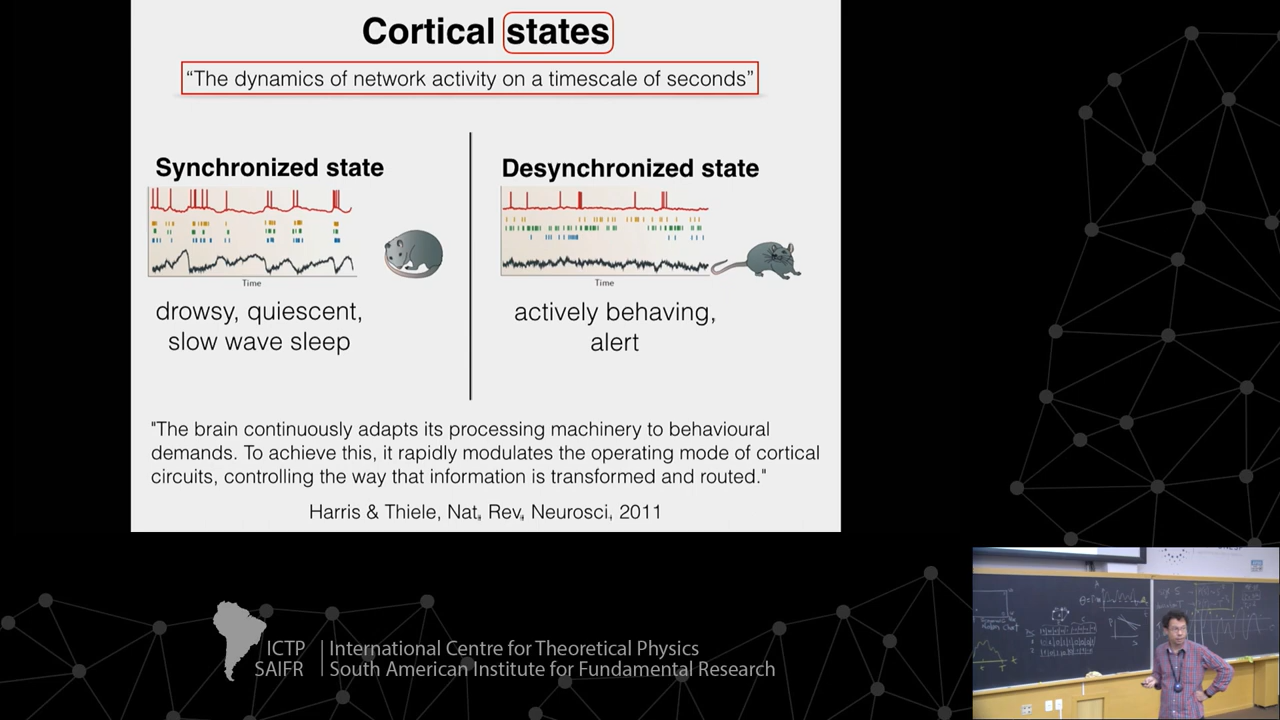 Cortical states
“The dynamics of network activity on a timescale of seconds”
Synchronized state
Time
drowsy, quiescent,
slow wave sleep
Desynchronized state
Time
actively behaving,
alert
"The brain continuously adapts its processing machinery to behavioural
demands. To achieve this, it rapidly modulates the operating mode of cortical
circuits, controlling the way that information is transformed and routed."
Harris & Thiele, Nat, Rev, Neurosci, 2011
ICTP
SAIFR
International Centre for Theoretical Physics
South American Institute for Fundamental Research